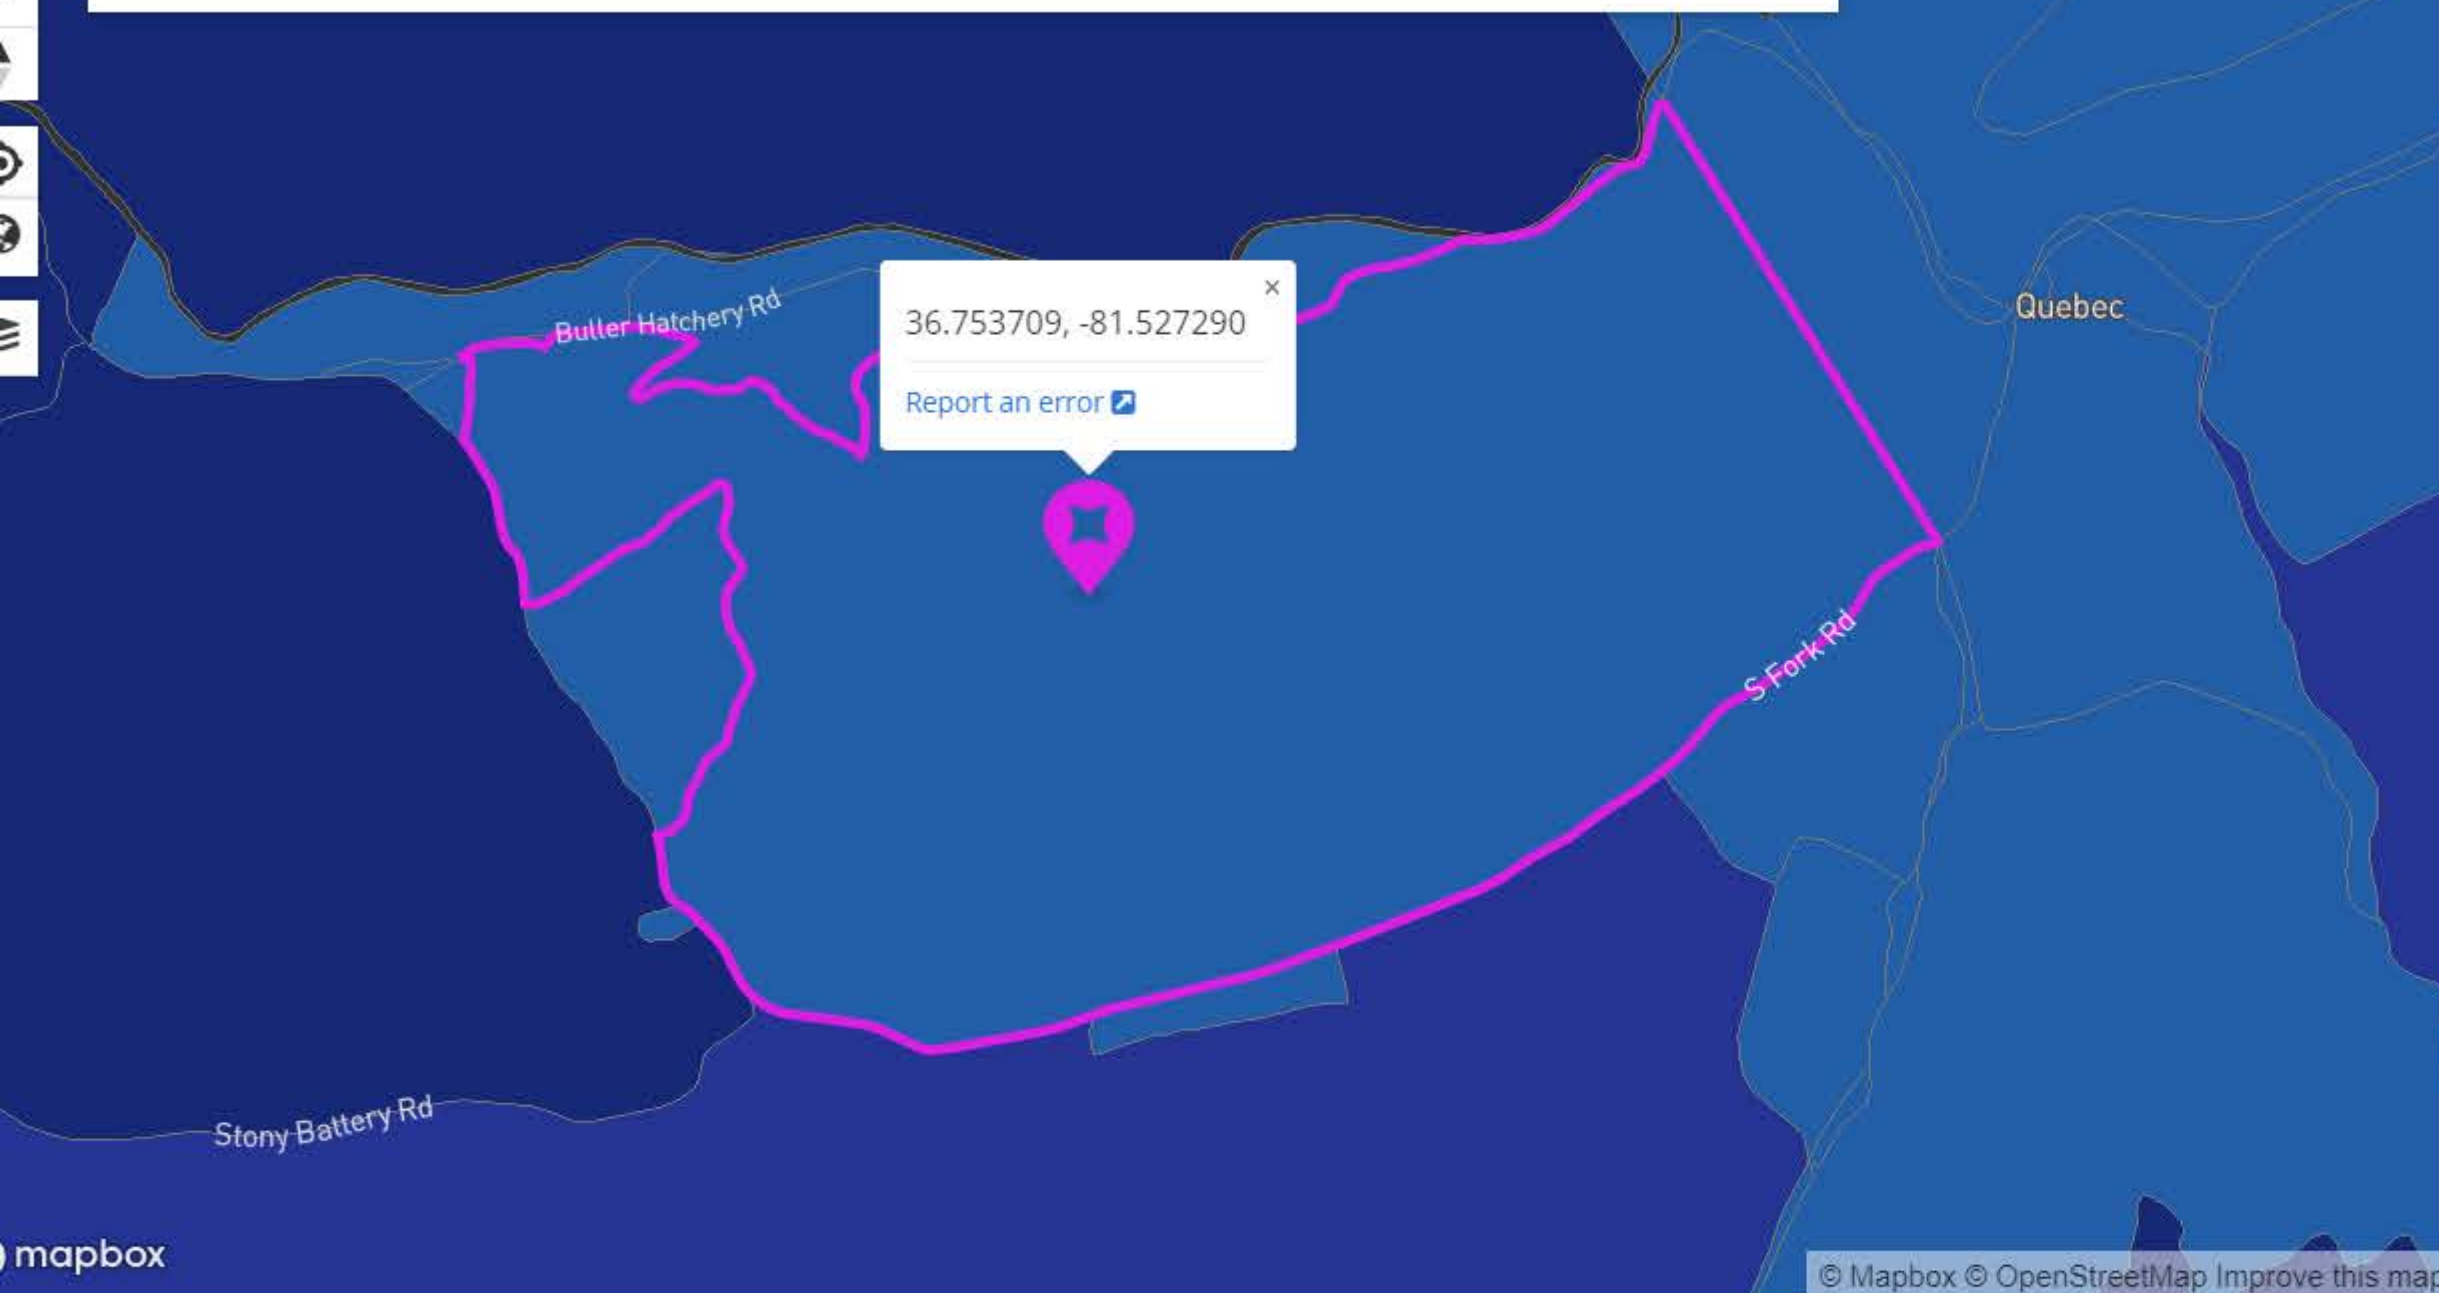 Quebec
Buller Hatchery Rd
×
36.753709, -81.527290
Report an error
S Fork Rd
Stony Battery Rd
mapbox
© Mapbox © OpenStreetMap Improve this map